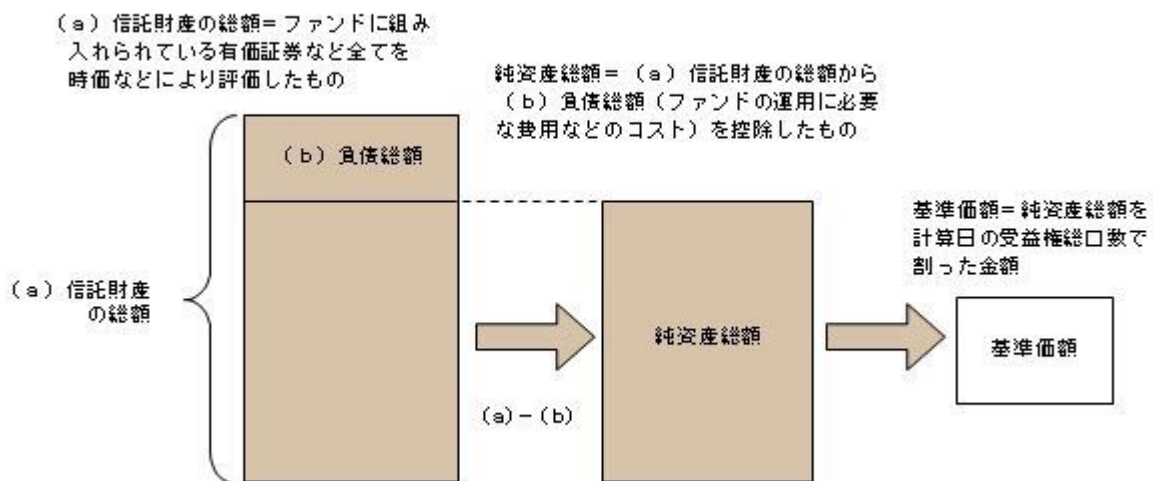 (a)信託財産の総額=ファンドに組み
入れられている有価証券など全てを
時価などにより評価したもの
純資産総額=(a)信託財産の総額から
(b)負債総額(ファンドの運用に必要
な費用などのコスト)を控除したもの
(b)負債総額
基準価額=純資産総額を
計算日の受益権総口数で
割った金額
(a)信託財産
の総額
純資産総額
基準価額
(a)-(b)